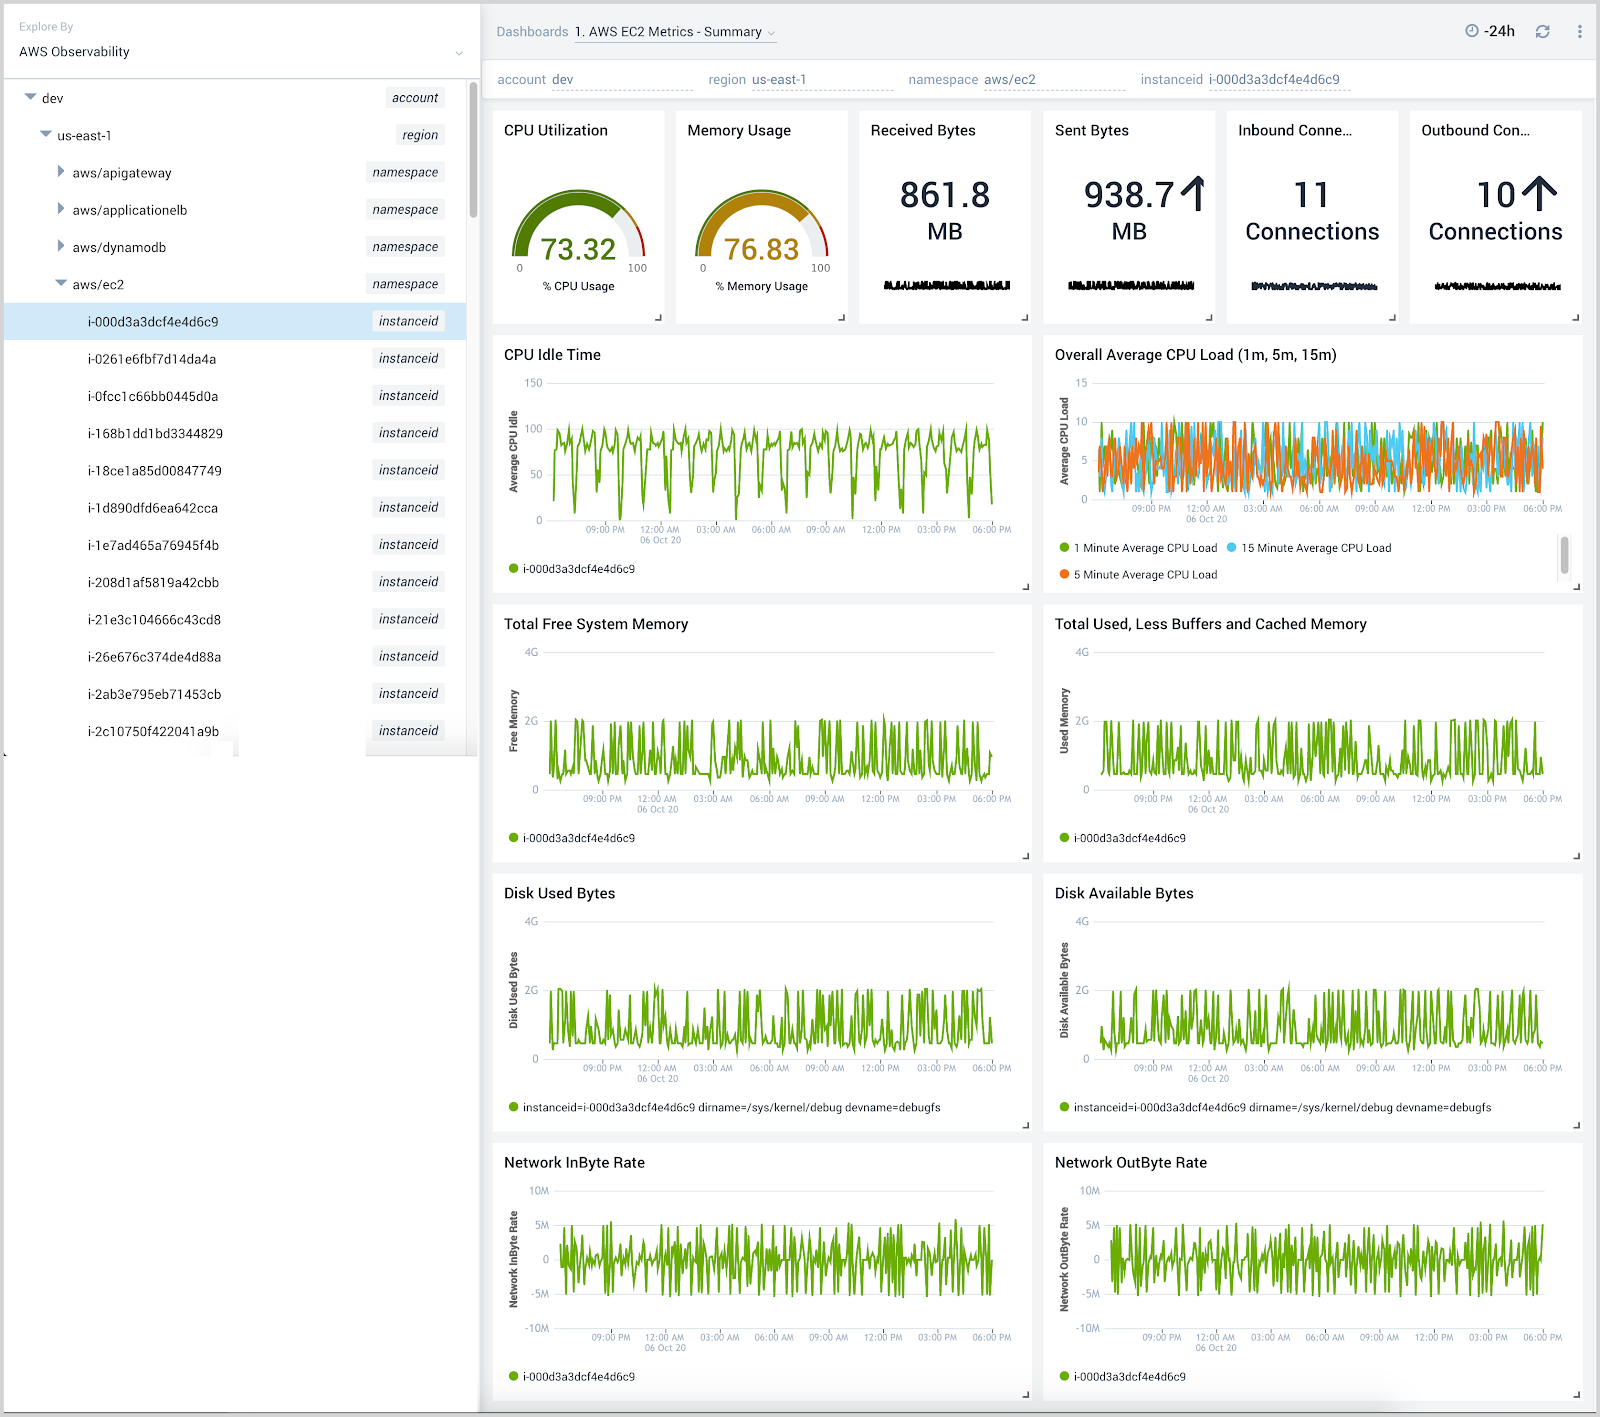 Explore By
AWS Observability
dev account
us-east-1 region
aws/apigateway namespace
aws/applicationelb namespace
aws/dynamodb namespace
aws/ec2 namespace
i-000d3a3dcf4e4d6c9 instanceid
i-0261e6fbf7d14da4a instanceid
i-0fcc1c66bb0445d0a instanceid
i-168b1dd1bd3344829 instanceid
i-18ce1a85d00847749 instanceid
i-1d890dfd6ea642cca instanceid
i-1e7ad465a76945f4b instanceid
i-208d1af5819a42cbb instanceid
i-21e3c104666c43cd8 instanceid
i-26e676c374de4d88a instanceid
i-2ab3e795eb71453cb instanceid
i-2c10750f422041a9b instanceid
Dashboards 1. AWS EC2 Metrics - Summary -24h
account dev region us-east-1 namespace aws/ec2 instanceid i-000d3a3dcf4e4d6c9
CPU Utilization
73.32
0 100
% CPU Usage
Memory Usage
76.83
0 100
% Memory Usage
Received Bytes
861.8
MB
Sent Bytes
938.7
MB
Inbound Conne...
11
Connections
Outbound Con...
10
Connections
CPU Idle Time
Average CPU Idle
150
100
50
0
09:00 PM 12:00 AM 03:00 AM 06:00 AM 09:00 AM 12:00 PM 03:00 PM 06:00 PM
06 Oct 20
i-000d3a3dcf4e4d6c9
Overall Average CPU Load (1m, 5m, 15m)
Average CPU Load
15
10
5
0
09:00 PM 12:00 AM 03:00 AM 06:00 AM 09:00 AM 12:00 PM 03:00 PM 06:00 PM
06 Oct 20
1 Minute Average CPU Load 15 Minute Average CPU Load
5 Minute Average CPU Load
Total Free System Memory
Free Memory
4G
2G
0
09:00 PM 12:00 AM 03:00 AM 06:00 AM 09:00 AM 12:00 PM 03:00 PM 06:00 PM
06 Oct 20
i-000d3a3dcf4e4d6c9
Total Used, Less Buffers and Cached Memory
Used Memory
4G
2G
0
09:00 PM 12:00 AM 03:00 AM 06:00 AM 09:00 AM 12:00 PM 03:00 PM 06:00 PM
06 Oct 20
i-000d3a3dcf4e4d6c9
Disk Used Bytes
Disk Used Bytes
4G
2G
0
09:00 PM 12:00 AM 03:00 AM 06:00 AM 09:00 AM 12:00 PM 03:00 PM 06:00 PM
06 Oct 20
instanceid=i-000d3a3dcf4e4d6c9 dirname=/sys/kernel/debug devname=debugfs
Disk Available Bytes
Disk Available Bytes
4G
2G
0
09:00 PM 12:00 AM 03:00 AM 06:00 AM 09:00 AM 12:00 PM 03:00 PM 06:00 PM
06 Oct 20
instanceid=i-000d3a3dcf4e4d6c9 dirname=/sys/kernel/debug devname=debugfs
Network InByte Rate
Network InByte Rate
10M
5M
0
-5M
-10M
09:00 PM 12:00 AM 03:00 AM 06:00 AM 09:00 AM 12:00 PM 03:00 PM 06:00 PM
06 Oct 20
i-000d3a3dcf4e4d6c9
Network OutByte Rate
Network OutByte Rate
10M
5M
0
-5M
-10M
09:00 PM 12:00 AM 03:00 AM 06:00 AM 09:00 AM 12:00 PM 03:00 PM 06:00 PM
06 Oct 20
i-000d3a3dcf4e4d6c9